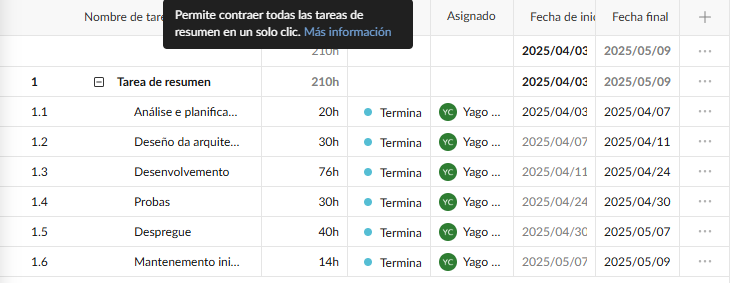 Nombre de tare
Permite contraer todas las tareas de
resumen en un solo clic. Más información
Asignado
Fecha de inic
Fecha final
210h 2025/04/03 2025/05/09
1 Tarea de resumen 210h 2025/04/03 2025/05/09
1.1 Análise e planifica... 20h Termina YC Yago ... 2025/04/03 2025/04/07
1.2 Deseño da arquite... 30h Termina YC Yago ... 2025/04/07 2025/04/11
1.3 Desenvolvemento 76h Termina YC Yago ... 2025/04/11 2025/04/24
1.4 Probas 30h Termina YC Yago ... 2025/04/24 2025/04/30
1.5 Despregue 40h Termina YC Yago ... 2025/04/30 2025/05/07
1.6 Mantenemento ini... 14h Termina YC Yago ... 2025/05/07 2025/05/09